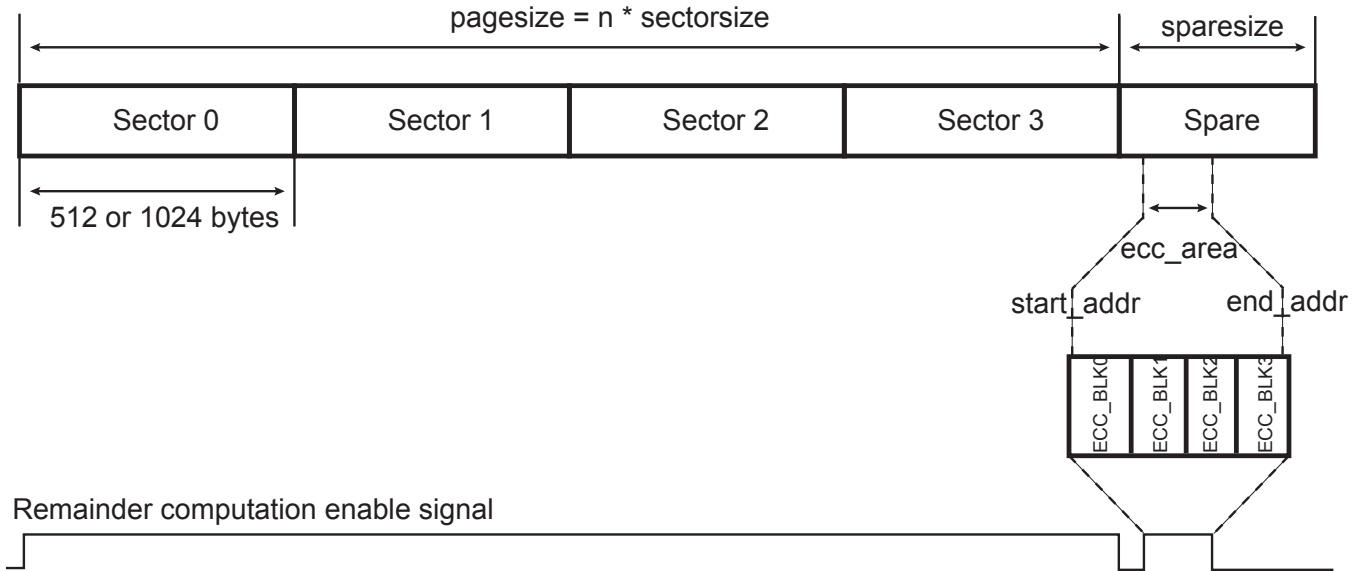 pagesize = n * sectorsize
sparesize
Sector 0
Sector 1
Sector 2
Sector 3
Spare
512 or 1024 bytes
ecc_area
start_addr
end_addr
ECC_BLK0
ECC_BLK1
ECC_BLK2
ECC_BLK3
Remainder computation enable signal